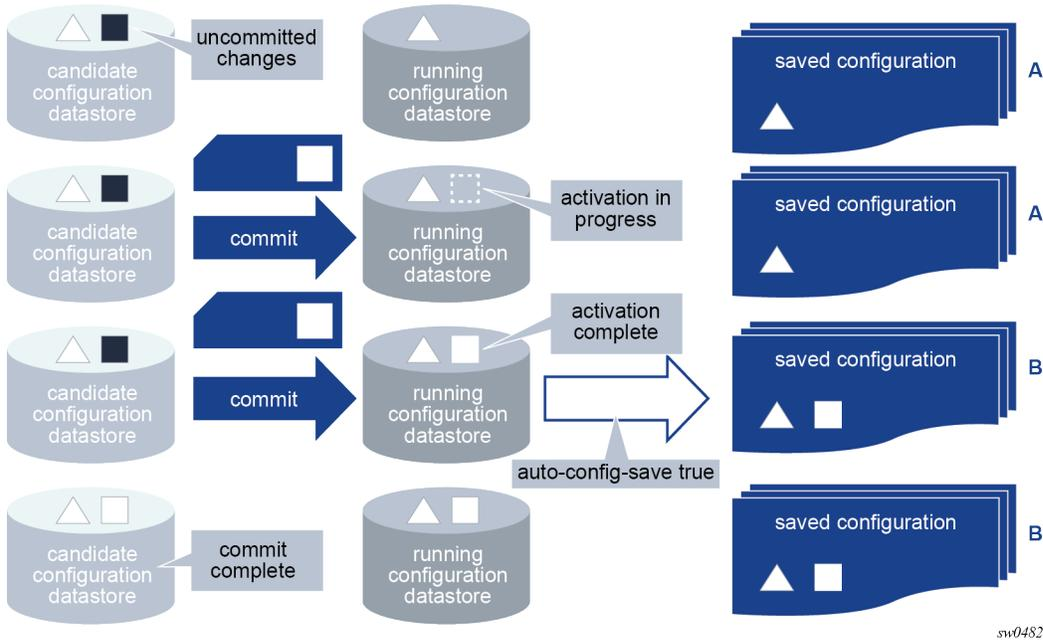 uncommitted
changes
candidate
configuration
datastore
running
configuration
datastore
saved configuration
A
candidate
configuration
datastore
commit
running
configuration
datastore
activation in
progress
saved configuration
A
candidate
configuration
datastore
commit
running
configuration
datastore
activation
complete
auto-config-save true
saved configuration
B
candidate
configuration
datastore
commit
complete
running
configuration
datastore
saved configuration
B
sw0482